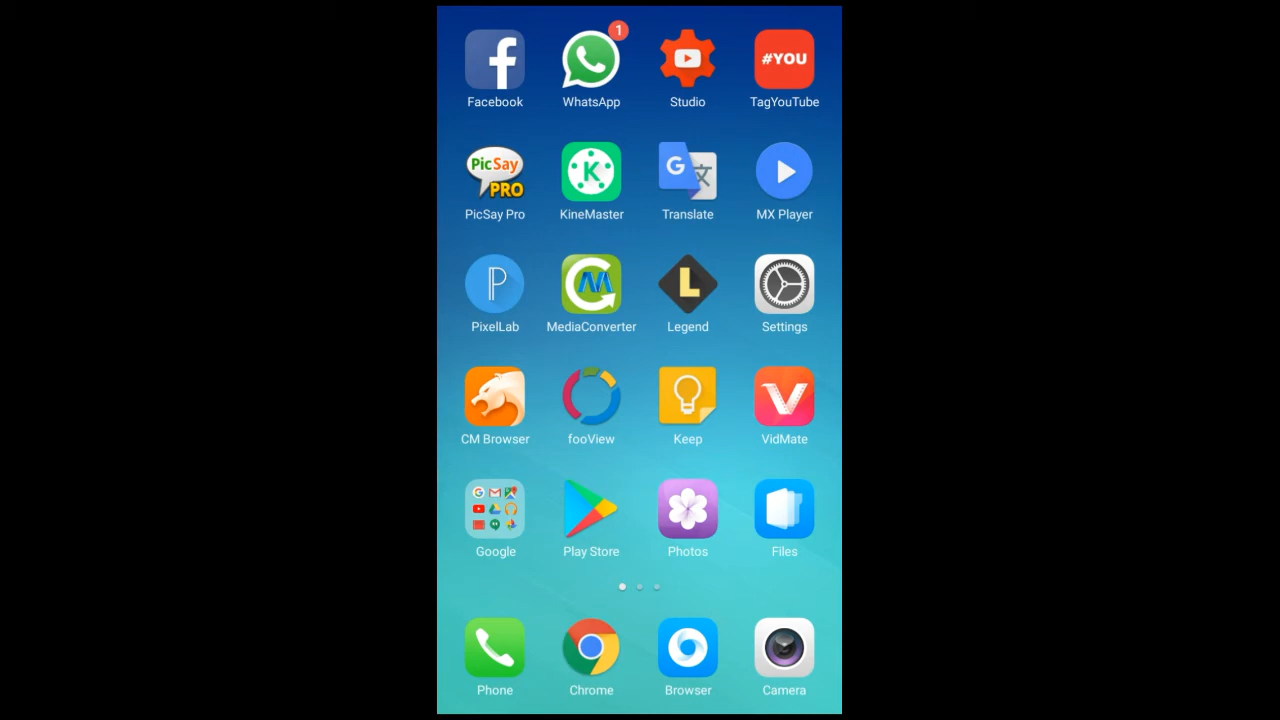 1
#YOU
Facebook WhatsApp Studio TagYouTube
PicSay
PRO
K
G 文
PicSay Pro KineMaster Translate MX Player
P M L
PixelLab MediaConverter Legend Settings
CM Browser fooView Keep VidMate
Google Play Store Photos Files
Phone Chrome Browser Camera